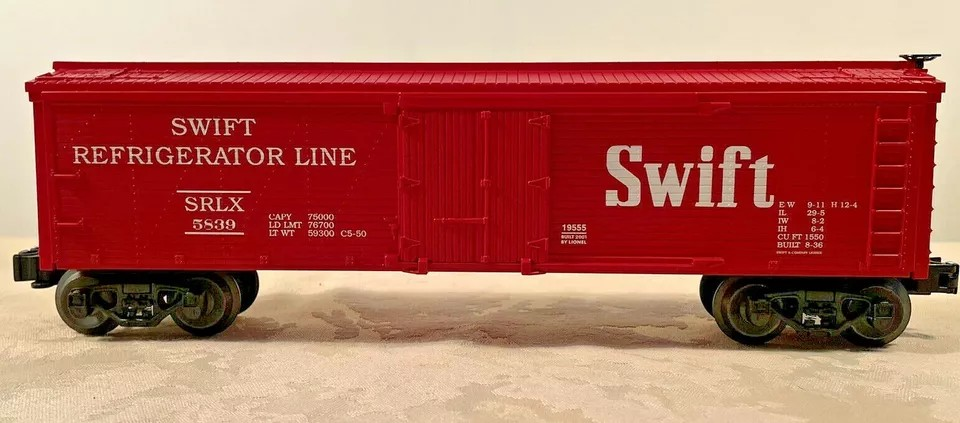 SWIFT
REFRIGERATOR LINE
SRLX
5839
CAPY 75000
LD LMT 76700
LT WT 59300 C5-50
19555
BUILT 2001
BY LIONEL
Swift
E W 9-11 H 12-4
IL 29-5
IW 8-2
IH 6-4
CU FT 1550
BUILT 8-36